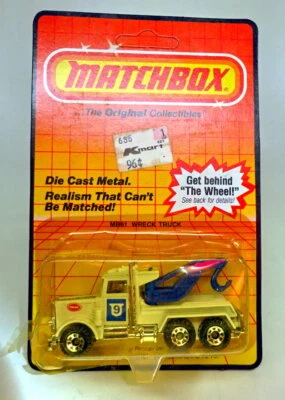 MATCHBOX
The Original Collectibles
686 1
Kmart
96¢
Die Cast Metal.
Realism That Can't
Be Matched!
Get behind
"The Wheel!"
See back for details!
MB61 WRECK TRUCK
9